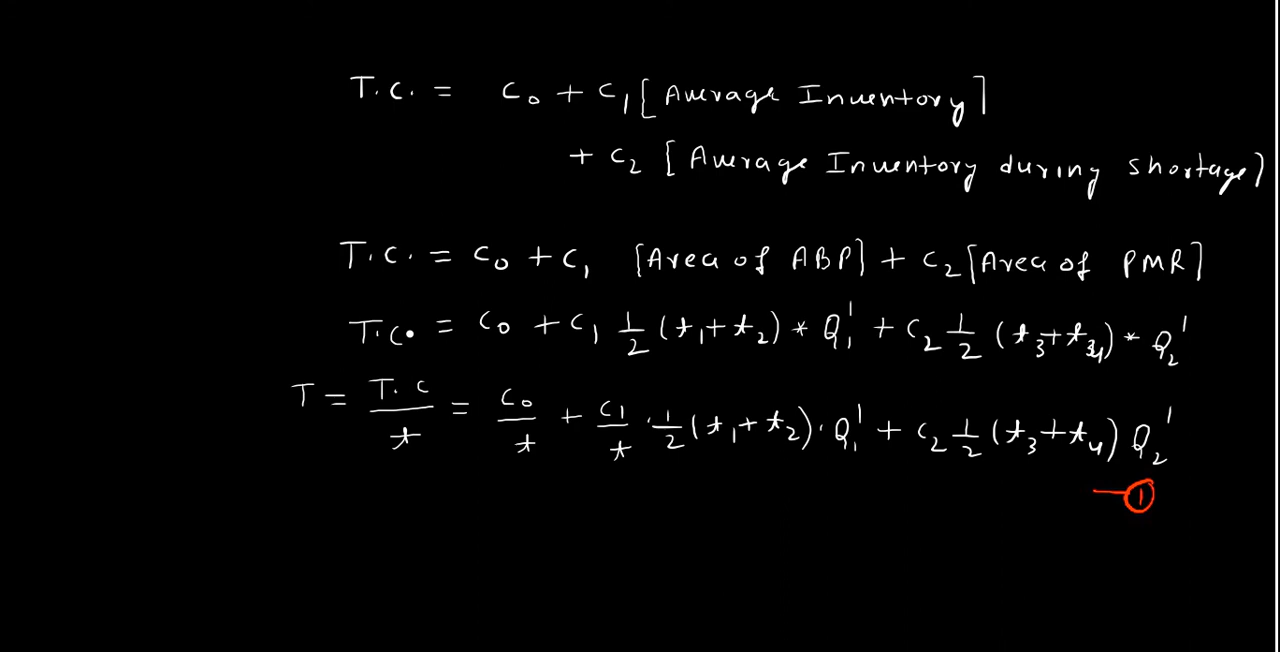 T.C. = C₀ + C₁ [Average Inventory]
+ C₂ [Average Inventory during shortage]
T.C. = C₀ + C₁ [Area of ABP] + C₂ [Area of PMR]
T.C. = C₀ + C₁ 1/2 (t₁+t₂) * Q₁' + C₂ 1/2 (t₃+t₄) * Q₂'
T = T.C/t = C₀/t + C₁/t · 1/2 (t₁+t₂) · Q₁' + C₂ 1/2 (t₃+t₄) Q₂'
—①